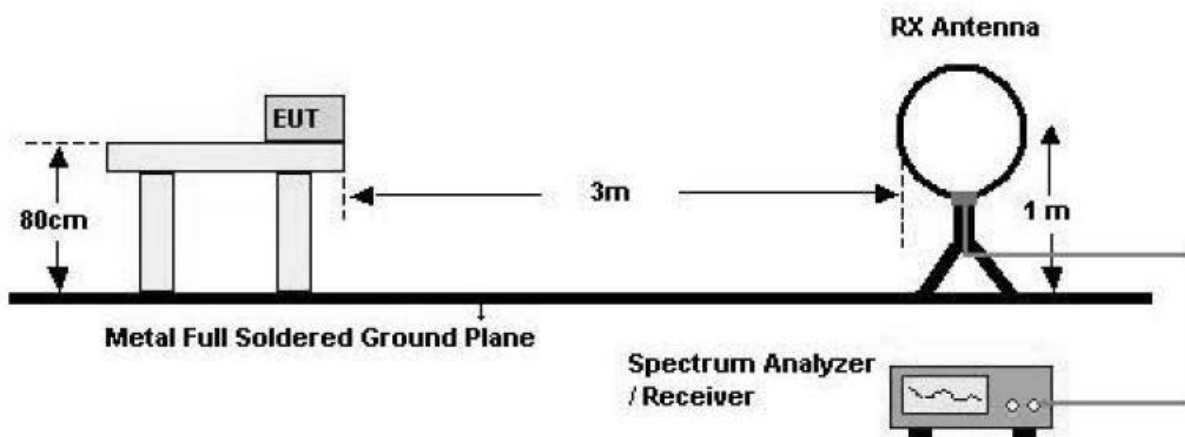 RX Antenna
EUT
80cm
3m
1 m
Metal Full Soldered Ground Plane
Spectrum Analyzer
/ Receiver